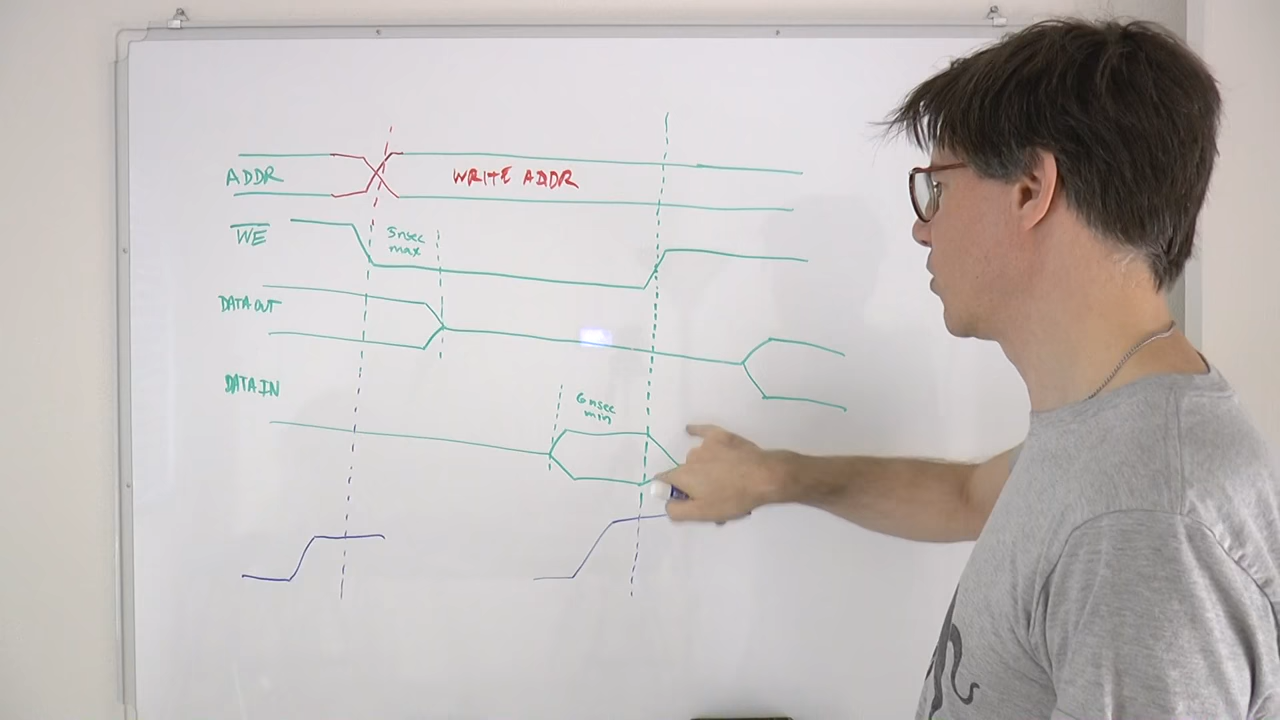 ADDR
WRITE ADDR
WE
5nsec
max
DATA OUT
DATA IN
6nsec
min